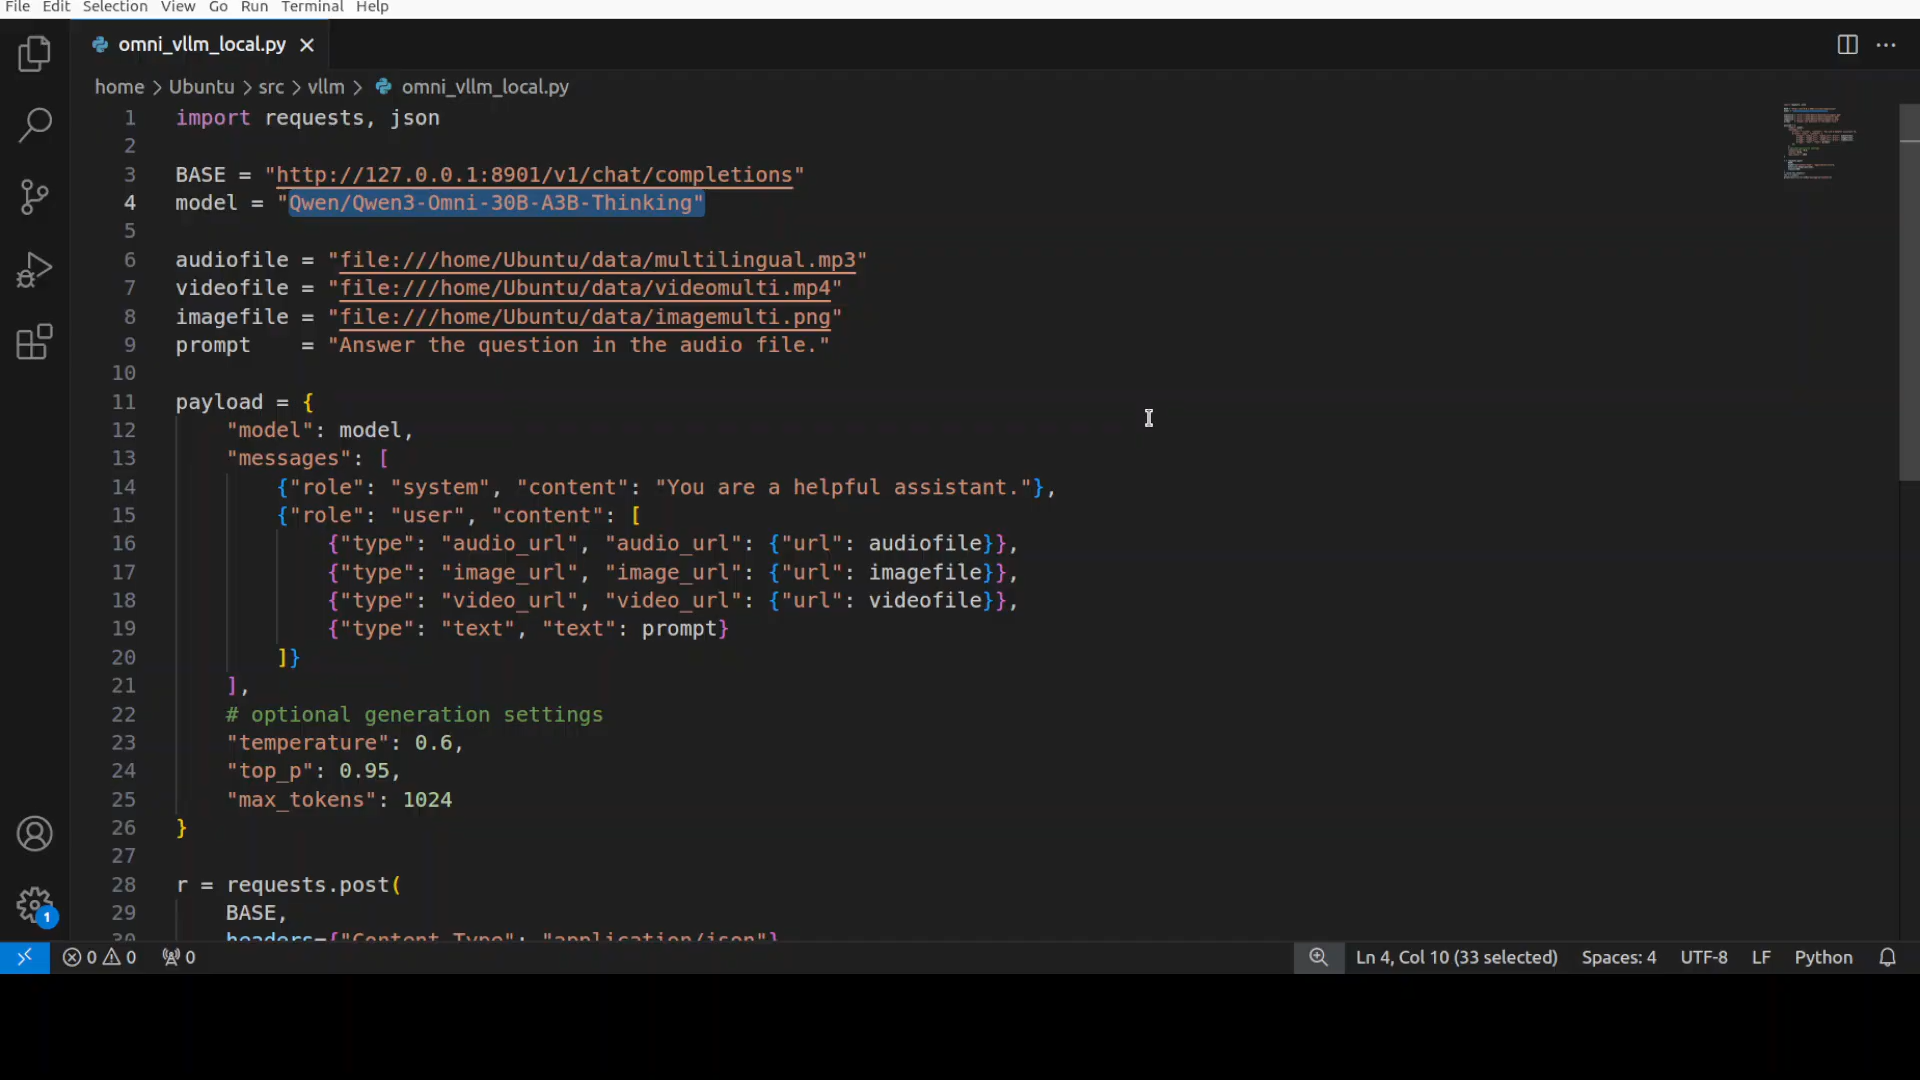 File Edit Selection View Go Run Terminal Help
omni_vllm_local.py
home > Ubuntu > src > vllm > omni_vllm_local.py
1 import requests, json
2
3 BASE = "http://127.0.0.1:8901/v1/chat/completions"
4 model = "Qwen/Qwen3-Omni-30B-A3B-Thinking"
5
6 audiofile = "file:///home/Ubuntu/data/multilingual.mp3"
7 videofile = "file:///home/Ubuntu/data/videomulti.mp4"
8 imagefile = "file:///home/Ubuntu/data/imagemulti.png"
9 prompt    = "Answer the question in the audio file."
10
11 payload = {
12     "model": model,
13     "messages": [
14         {"role": "system", "content": "You are a helpful assistant."},
15         {"role": "user", "content": [
16             {"type": "audio_url", "audio_url": {"url": audiofile}},
17             {"type": "image_url", "image_url": {"url": imagefile}},
18             {"type": "video_url", "video_url": {"url": videofile}},
19             {"type": "text", "text": prompt}
20         ]}
21     ],
22     # optional generation settings
23     "temperature": 0.6,
24     "top_p": 0.95,
25     "max_tokens": 1024
26 }
27
28 r = requests.post(
29     BASE,
30     headers={"Content-Type": "application/json"}
1
0 0 0 Ln 4, Col 10 (33 selected) Spaces: 4 UTF-8 LF Python